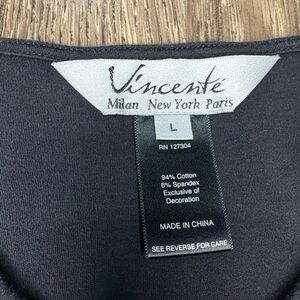 Vincenté
Milan New York Paris
L
RN 127304
94% Cotton
6% Spandex
Exclusive of
Decoration
MADE IN CHINA
SEE REVERSE FOR CARE